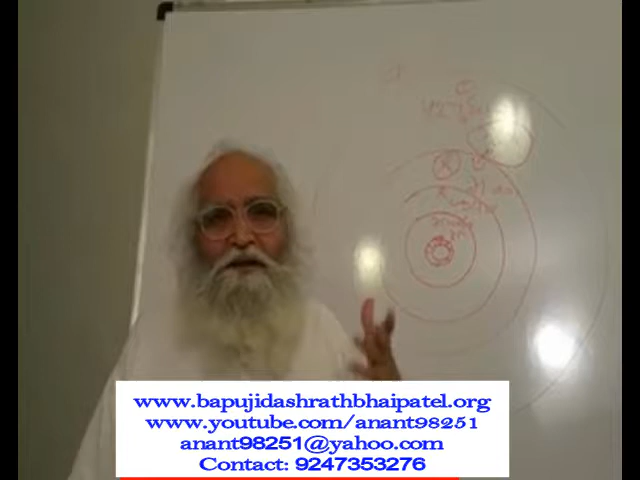 www.bapujidashrathbhaipatel.org
www.youtube.com/anant98251
anant98251@yahoo.com
Contact: 9247353276